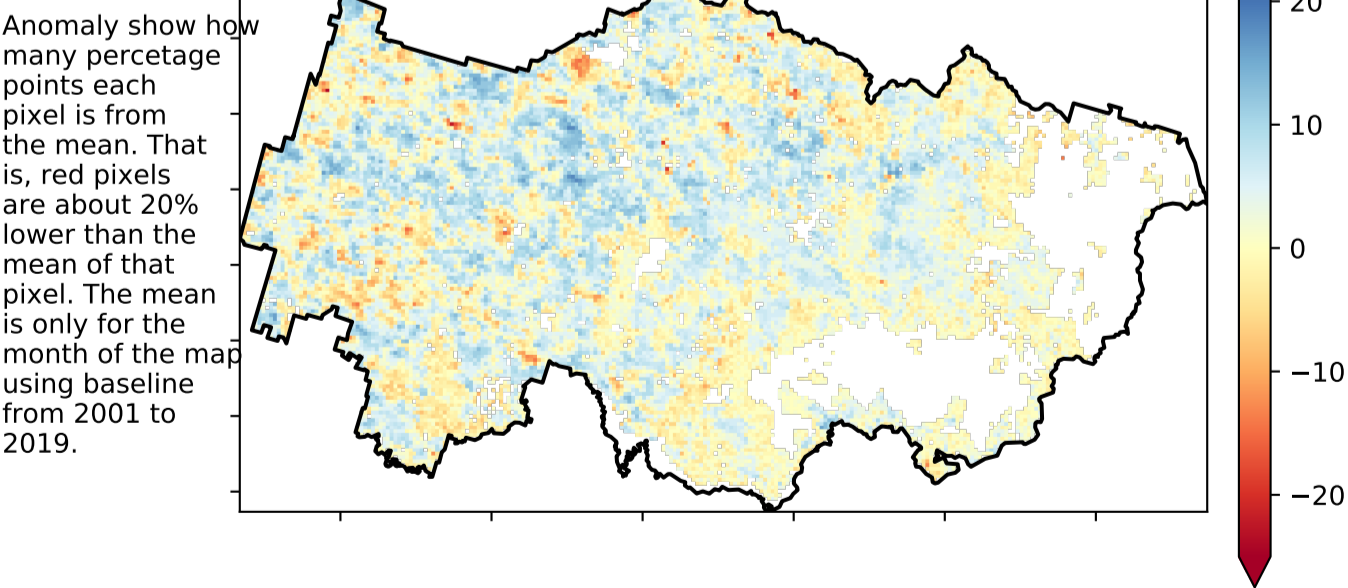 Anomaly show how
many percetage
points each
pixel is from
the mean. That
is, red pixels
are about 20%
lower than the
mean of that
pixel. The mean
is only for the
month of the map
using baseline
from 2001 to
2019.
20
10
0
−10
−20